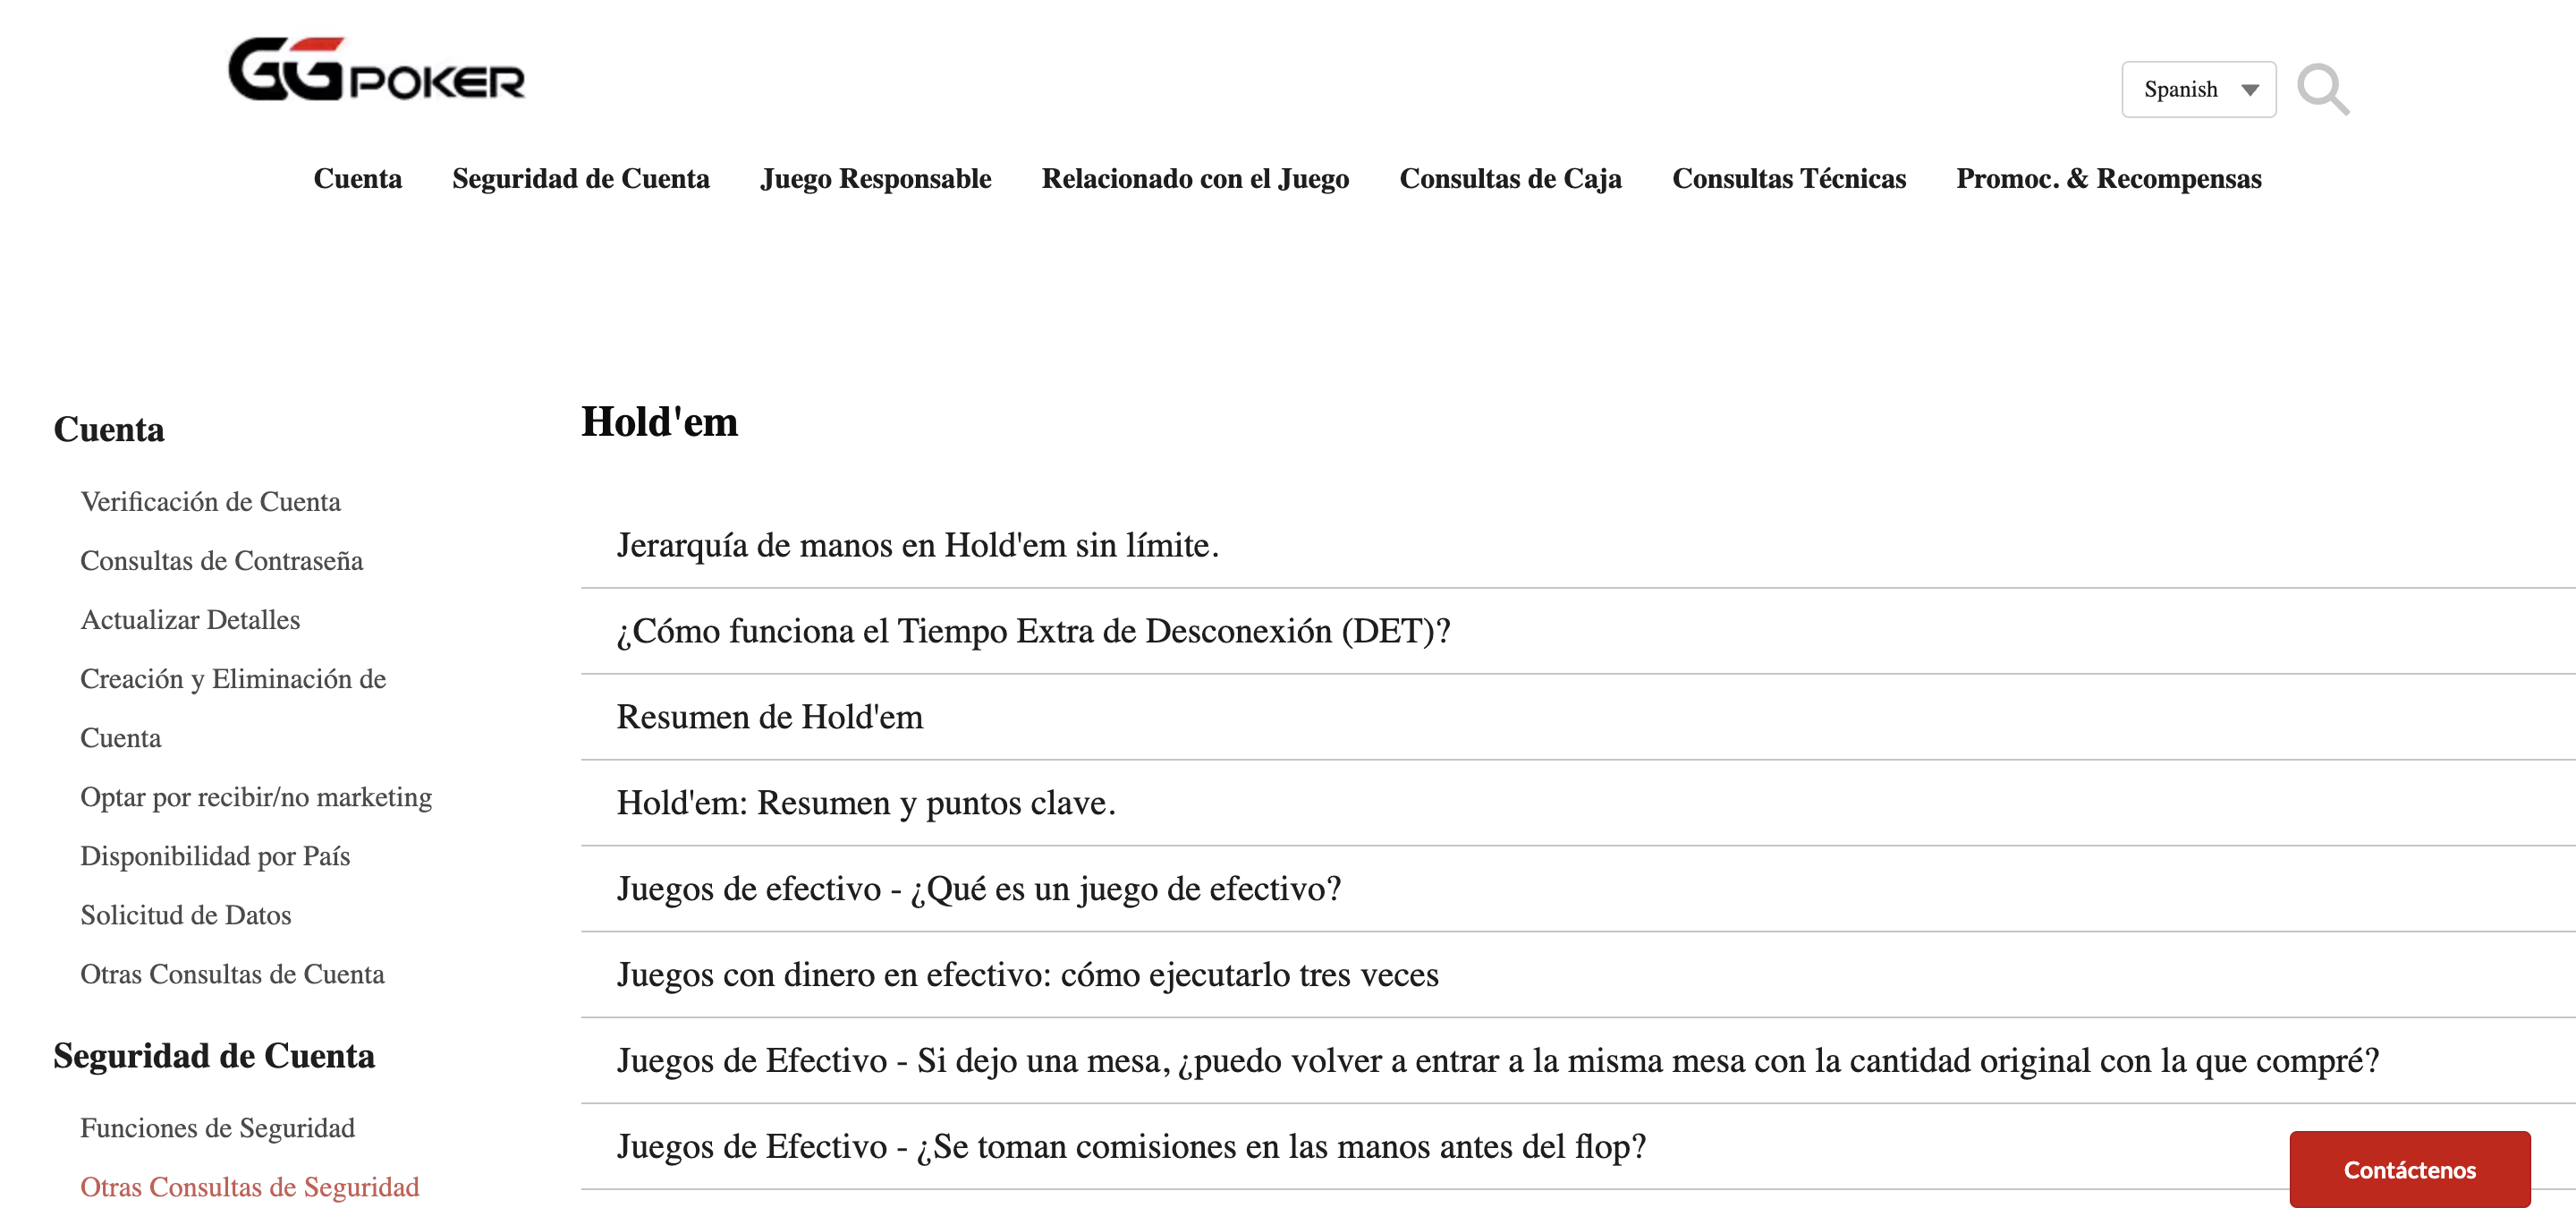 GGPOKER
Spanish
Cuenta Seguridad de Cuenta Juego Responsable Relacionado con el Juego Consultas de Caja Consultas Técnicas Promoc. & Recompensas
Cuenta
Verificación de Cuenta
Consultas de Contraseña
Actualizar Detalles
Creación y Eliminación de
Cuenta
Optar por recibir/no marketing
Disponibilidad por País
Solicitud de Datos
Otras Consultas de Cuenta
Seguridad de Cuenta
Funciones de Seguridad
Otras Consultas de Seguridad
Hold'em
Jerarquía de manos en Hold'em sin límite.
¿Cómo funciona el Tiempo Extra de Desconexión (DET)?
Resumen de Hold'em
Hold'em: Resumen y puntos clave.
Juegos de efectivo - ¿Qué es un juego de efectivo?
Juegos con dinero en efectivo: cómo ejecutarlo tres veces
Juegos de Efectivo - Si dejo una mesa, ¿puedo volver a entrar a la misma mesa con la cantidad original con la que compré?
Juegos de Efectivo - ¿Se toman comisiones en las manos antes del flop?
Contáctenos